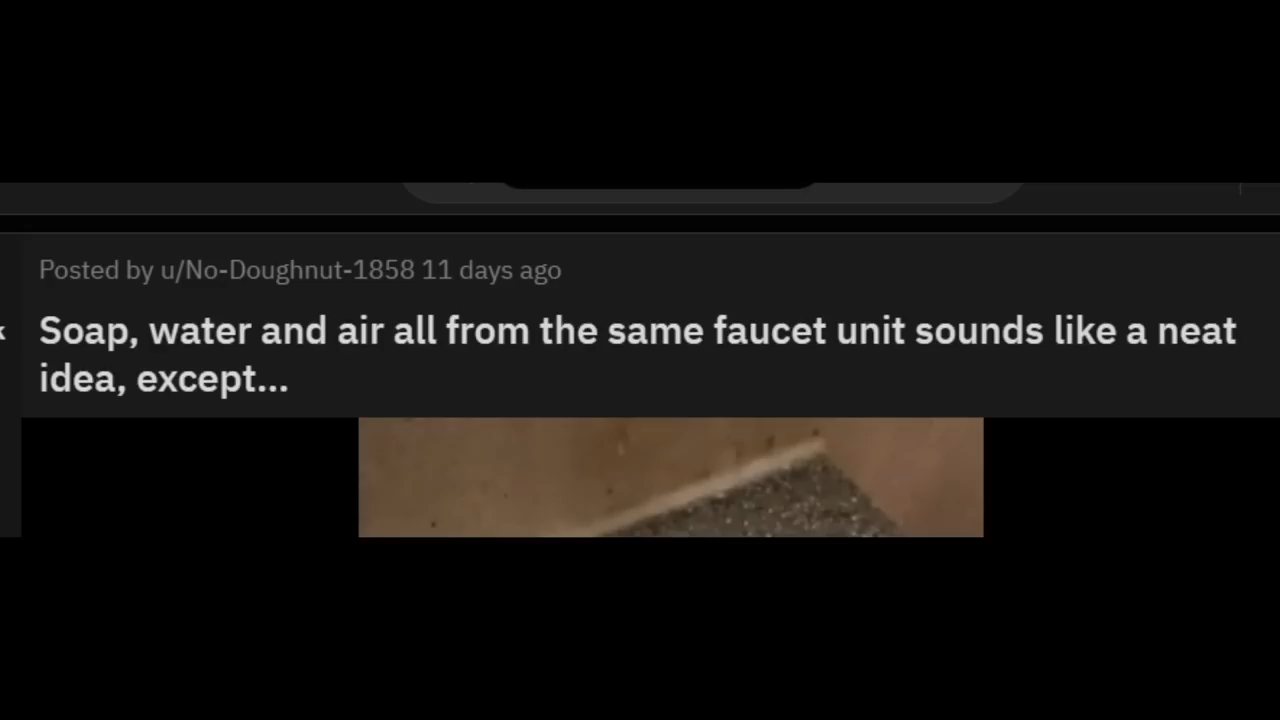 Posted by u/No-Doughnut-1858 11 days ago
Soap, water and air all from the same faucet unit sounds like a neat
idea, except...